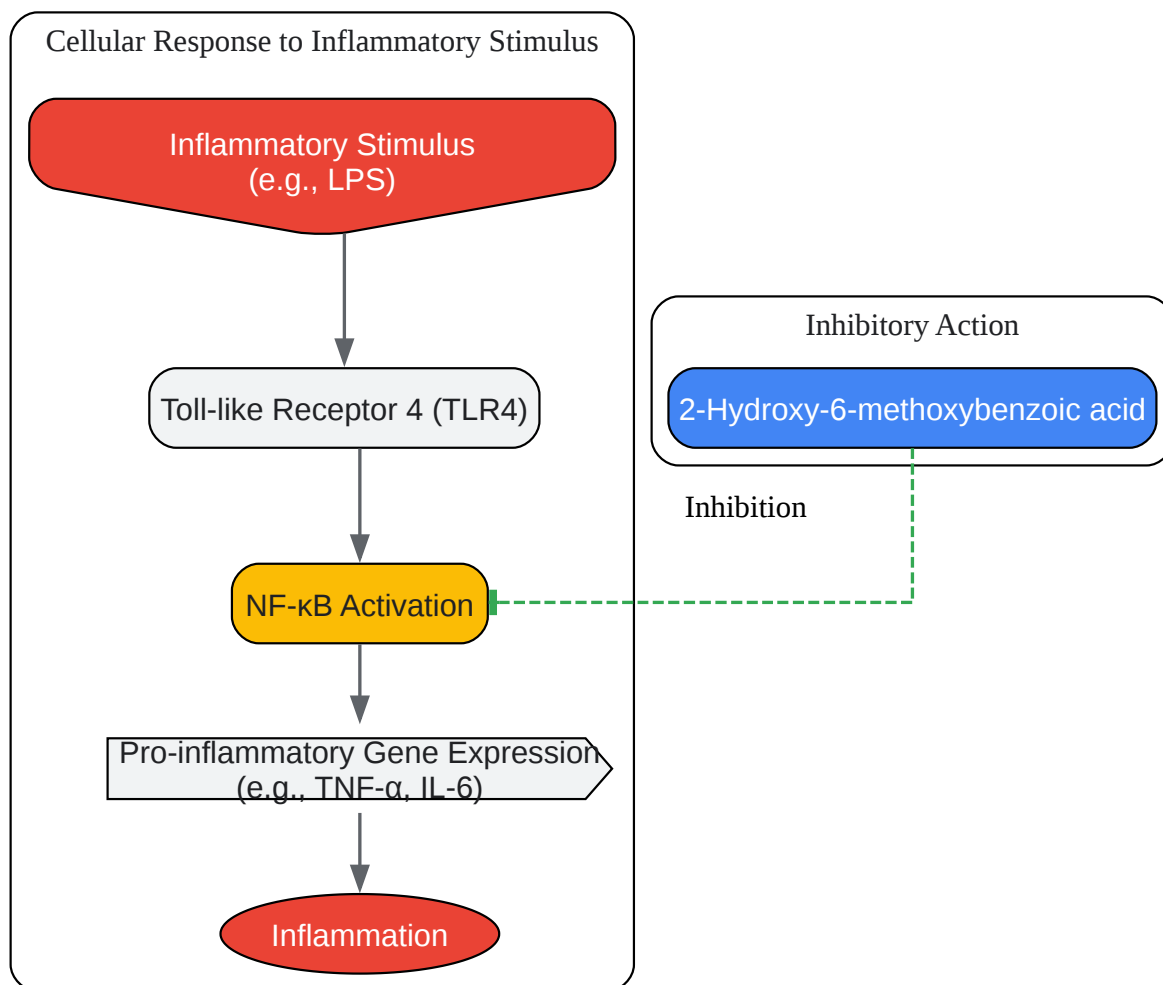 Cellular Response to Inflammatory Stimulus
Inflammatory Stimulus
(e.g., LPS)
Inhibitory Action
Toll-like Receptor 4 (TLR4)
2-Hydroxy-6-methoxybenzoic acid
Inhibition
NF-κB Activation
Pro-inflammatory Gene Expression
(e.g., TNF-α, IL-6)
Inflammation